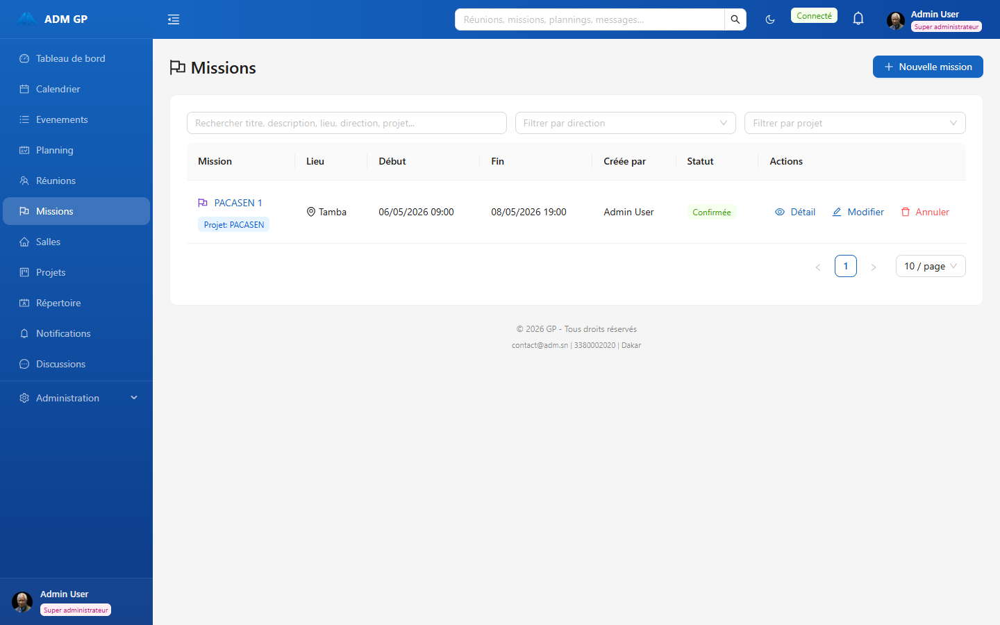 ADM GP
Réunions, missions, plannings, messages...
Connecté
Admin User
Super administrateur
Tableau de bord
Calendrier
Evenements
Planning
Réunions
Missions
Salles
Projets
Répertoire
Notifications
Discussions
Administration
Admin User
Super administrateur
Missions
Nouvelle mission
Rechercher titre, description, lieu, direction, projet...
Filtrer par direction
Filtrer par projet
Mission Lieu Début Fin Créée par Statut Actions
PACASEN 1
Projet: PACASEN
Tamba
06/05/2026 09:00
08/05/2026 19:00
Admin User
Confirmée
Détail
Modifier
Annuler
1
10 / page
© 2026 GP - Tous droits réservés
contact@adm.sn | 3380002020 | Dakar